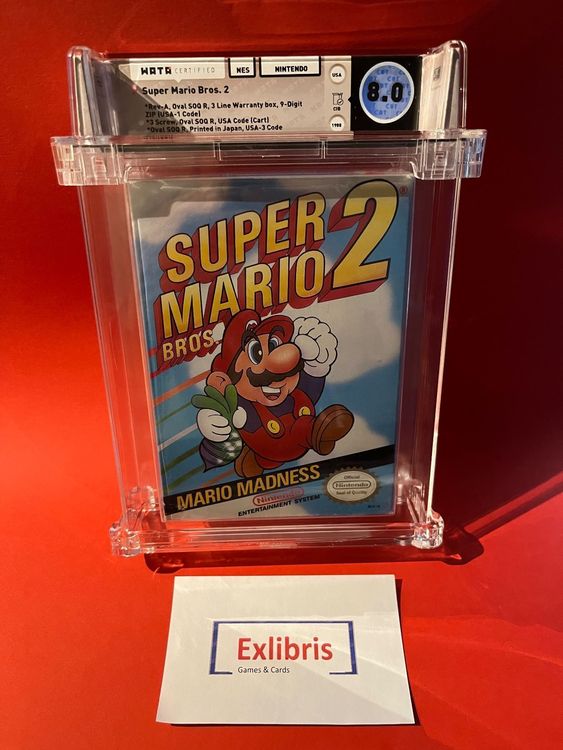 WATA CERTIFIED NES NINTENDO
Super Mario Bros. 2
*Rev-A, Oval SOQ R, 3 Line Warranty box, 9-Digit
ZIP (USA-1 Code)
*3 Screw, Oval SOQ R, USA Code (Cart)
*Oval SOQ R, Printed in Japan, USA-3 Code
USA
CIB
1988
8.0
SUPER
MARIO
BROS.
2
®
MARIO MADNESS
Nintendo
ENTERTAINMENT SYSTEM
Official
Nintendo
Seal of Quality
Exlibris
Games & Cards